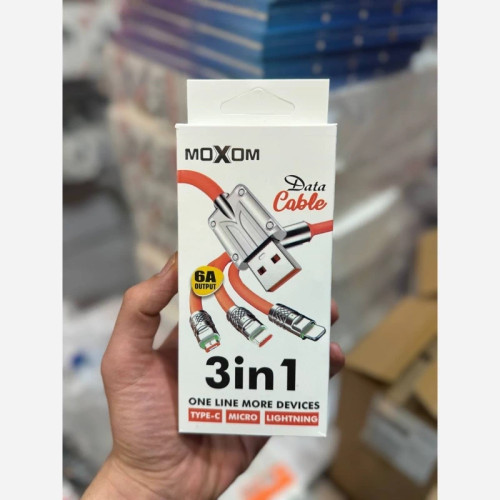 MOXOM
Data
Cable
6A
OUTPUT
3in1
ONE LINE MORE DEVICES
TYPE-C MICRO LIGHTNING